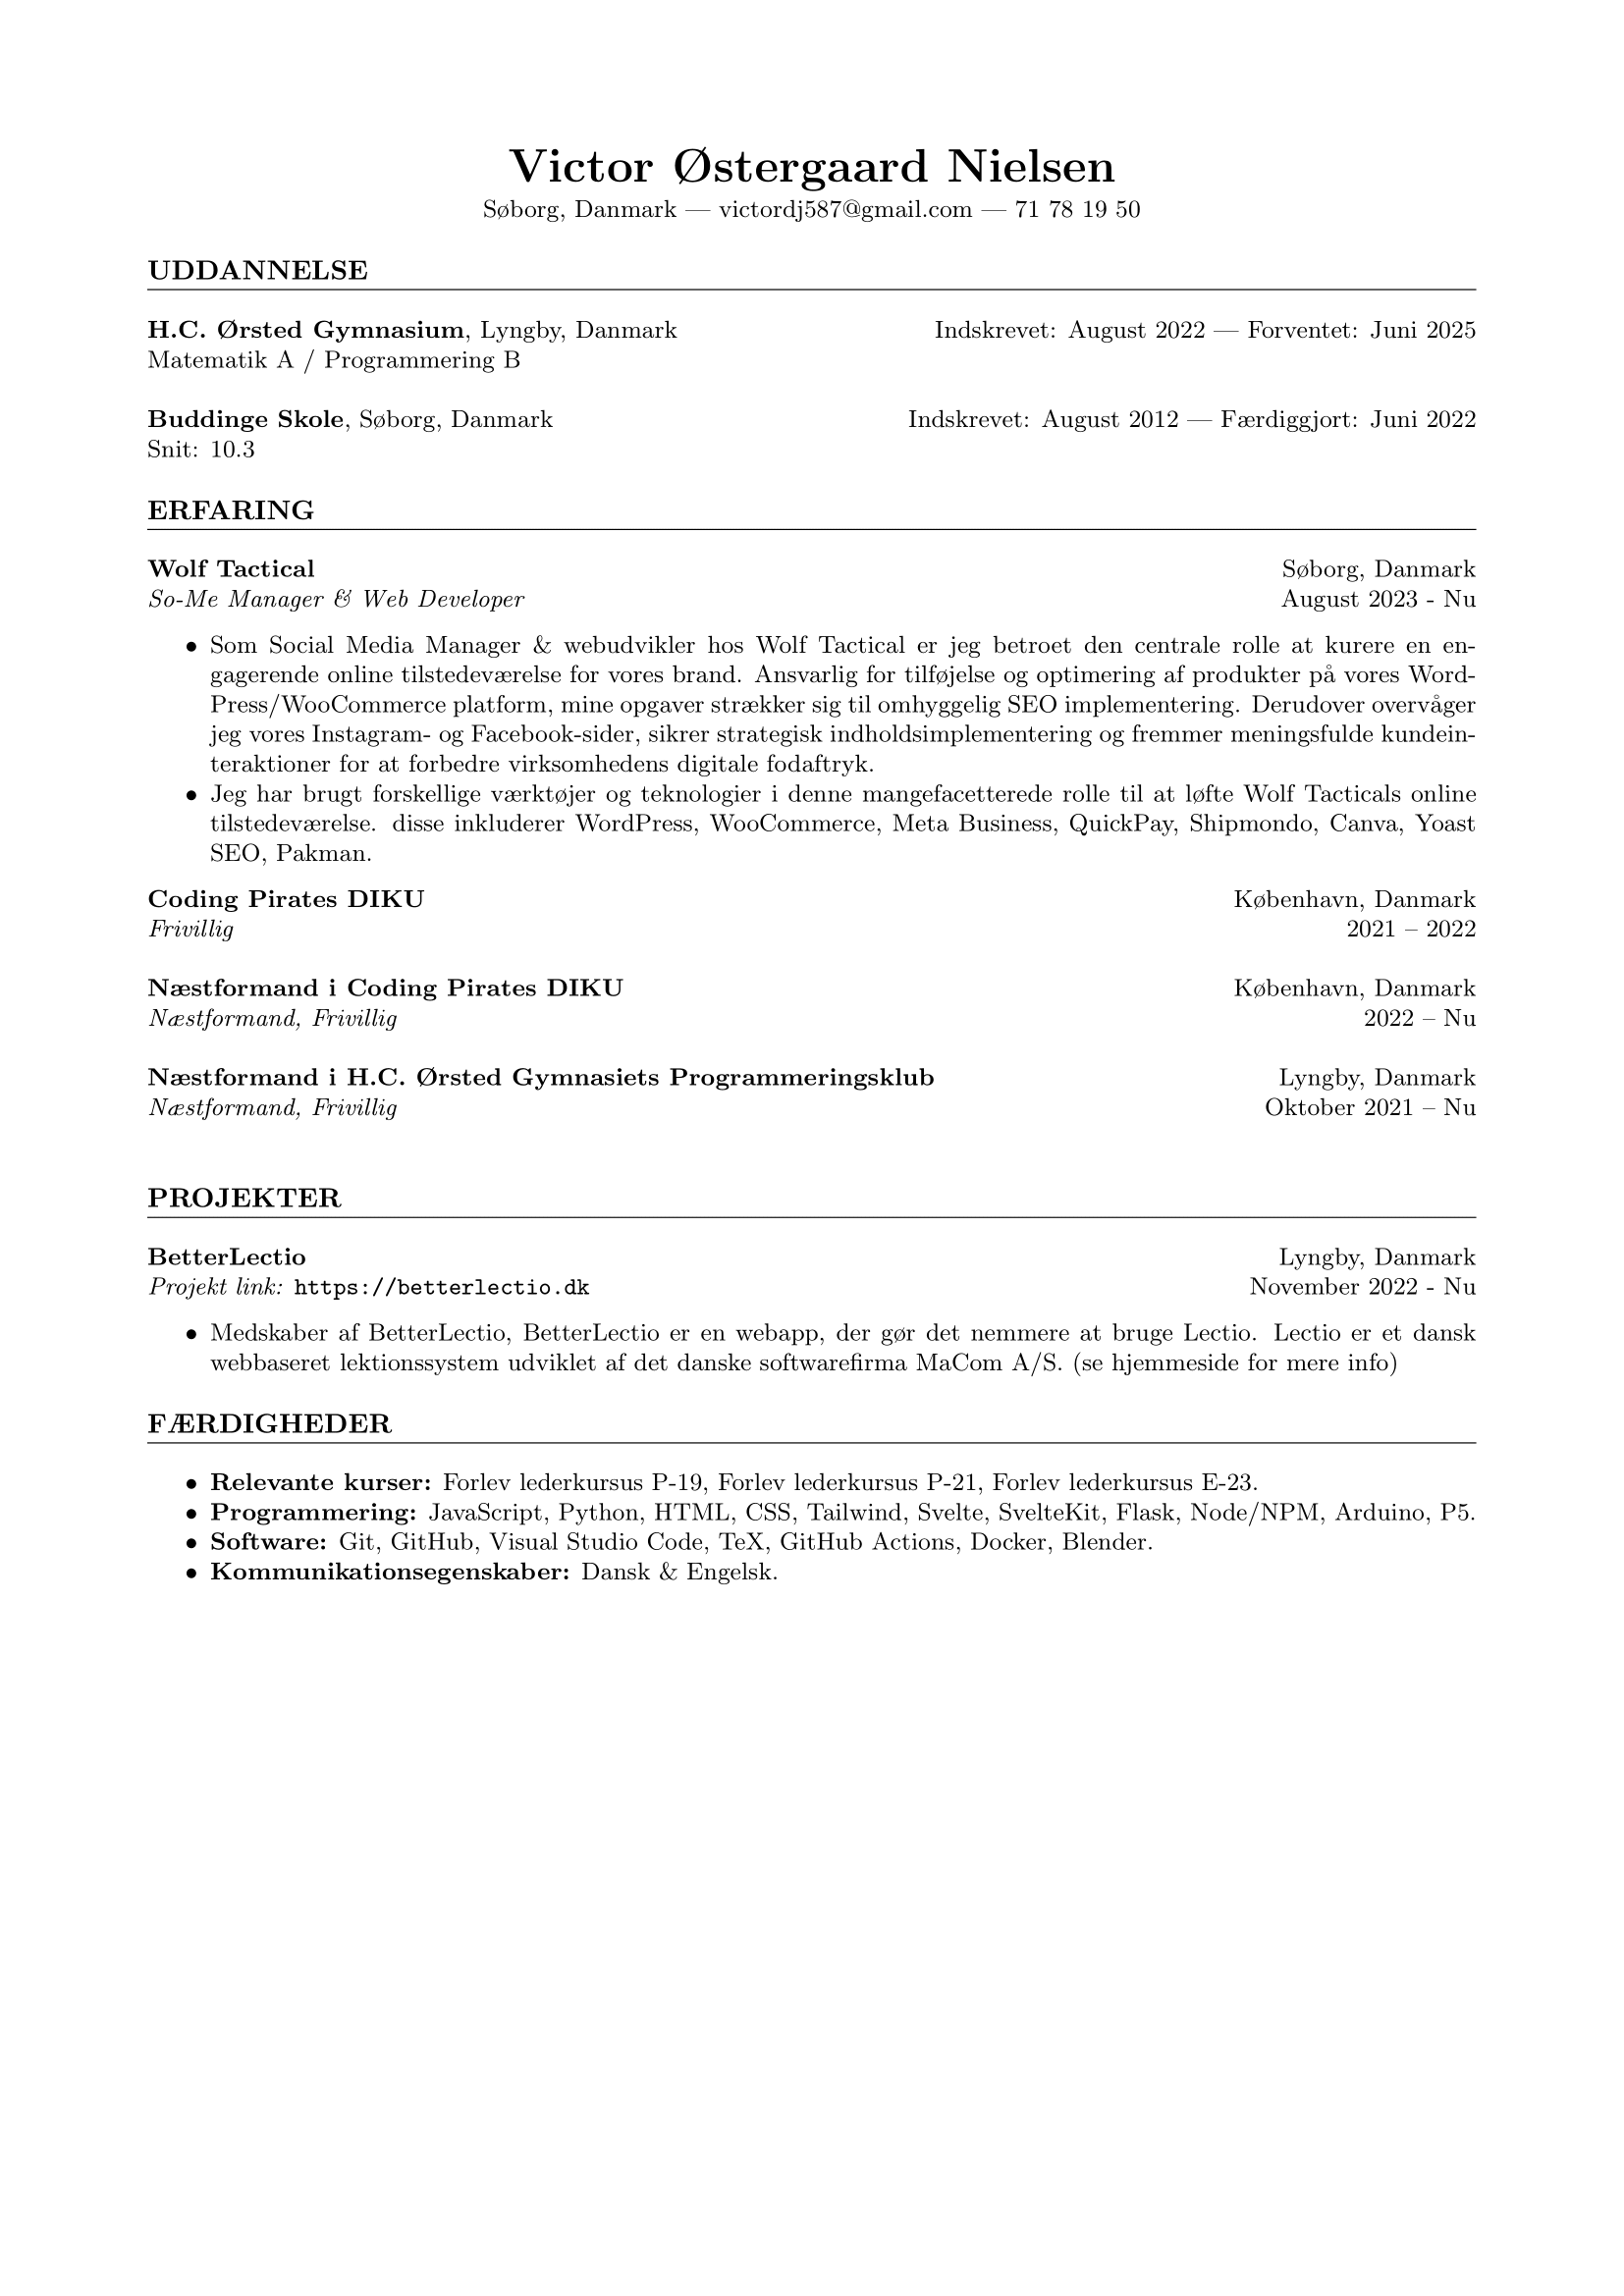 Victor Østergaard Nielsen
Søborg, Danmark — victordj587@gmail.com — 71 78 19 50
UDDANNELSE
H.C. Ørsted Gymnasium, Lyngby, Danmark Indskrevet: August 2022 — Forventet: Juni 2025
Matematik A / Programmering B
Buddinge Skole, Søborg, Danmark Indskrevet: August 2012 — Færdiggjort: Juni 2022
Snit: 10.3
ERFARING
Wolf Tactical Søborg, Danmark
So-Me Manager & Web Developer August 2023 - Nu
• Som Social Media Manager & webudvikler hos Wolf Tactical er jeg betroet den centrale rolle at kurere en en-
gagerende online tilstedeværelse for vores brand. Ansvarlig for tilføjelse og optimering af produkter på vores Word-
Press/WooCommerce platform, mine opgaver strækker sig til omhyggelig SEO implementering. Derudover overvåger
jeg vores Instagram- og Facebook-sider, sikrer strategisk indholdsimplementering og fremmer meningsfulde kundein-
teraktioner for at forbedre virksomhedens digitale fodaftryk.
• Jeg har brugt forskellige værktøjer og teknologier i denne mangefacetterede rolle til at løfte Wolf Tacticals online
tilstedeværelse. disse inkluderer WordPress, WooCommerce, Meta Business, QuickPay, Shipmondo, Canva, Yoast
SEO, Pakman.
Coding Pirates DIKU København, Danmark
Frivillig 2021 – 2022
Næstformand i Coding Pirates DIKU København, Danmark
Næstformand, Frivillig 2022 – Nu
Næstformand i H.C. Ørsted Gymnasiets Programmeringsklub Lyngby, Danmark
Næstformand, Frivillig Oktober 2021 – Nu
PROJEKTER
BetterLectio Lyngby, Danmark
Projekt link: https://betterlectio.dk November 2022 - Nu
• Medskaber af BetterLectio, BetterLectio er en webapp, der gør det nemmere at bruge Lectio. Lectio er et dansk
webbaseret lektionssystem udviklet af det danske softwarefirma MaCom A/S. (se hjemmeside for mere info)
FÆRDIGHEDER
• Relevante kurser: Forlev lederkursus P-19, Forlev lederkursus P-21, Forlev lederkursus E-23.
• Programmering: JavaScript, Python, HTML, CSS, Tailwind, Svelte, SvelteKit, Flask, Node/NPM, Arduino, P5.
• Software: Git, GitHub, Visual Studio Code, TeX, GitHub Actions, Docker, Blender.
• Kommunikationsegenskaber: Dansk & Engelsk.